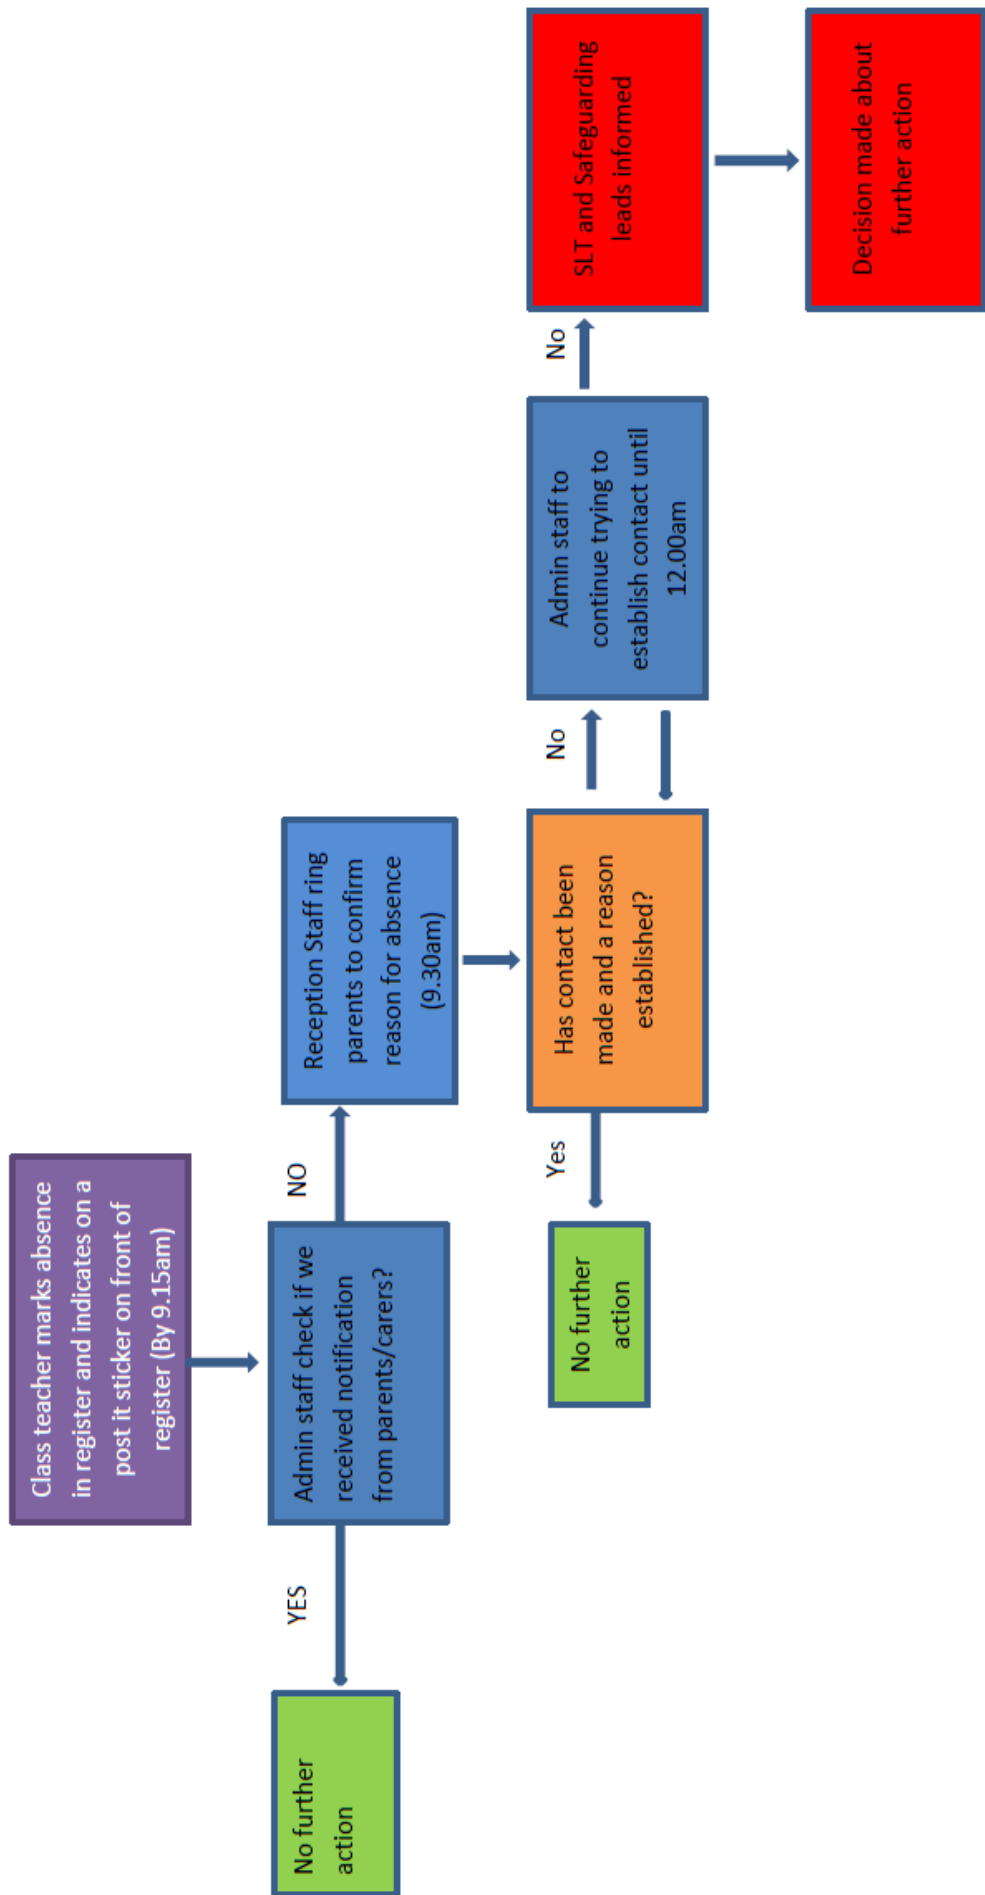 Class teacher marks absence
in register and indicates on a
post it sticker on front of
register (By 9.15am)
Admin staff check if we
received notification
from parents/carers?
YES
No further
action
NO
Reception Staff ring
parents to confirm
reason for absence
(9.30am)
Has contact been
made and a reason
established?
Yes
No further
action
No
Admin staff to
continue trying to
establish contact until
12.00am
No
SLT and Safeguarding
leads informed
Decision made about
further action